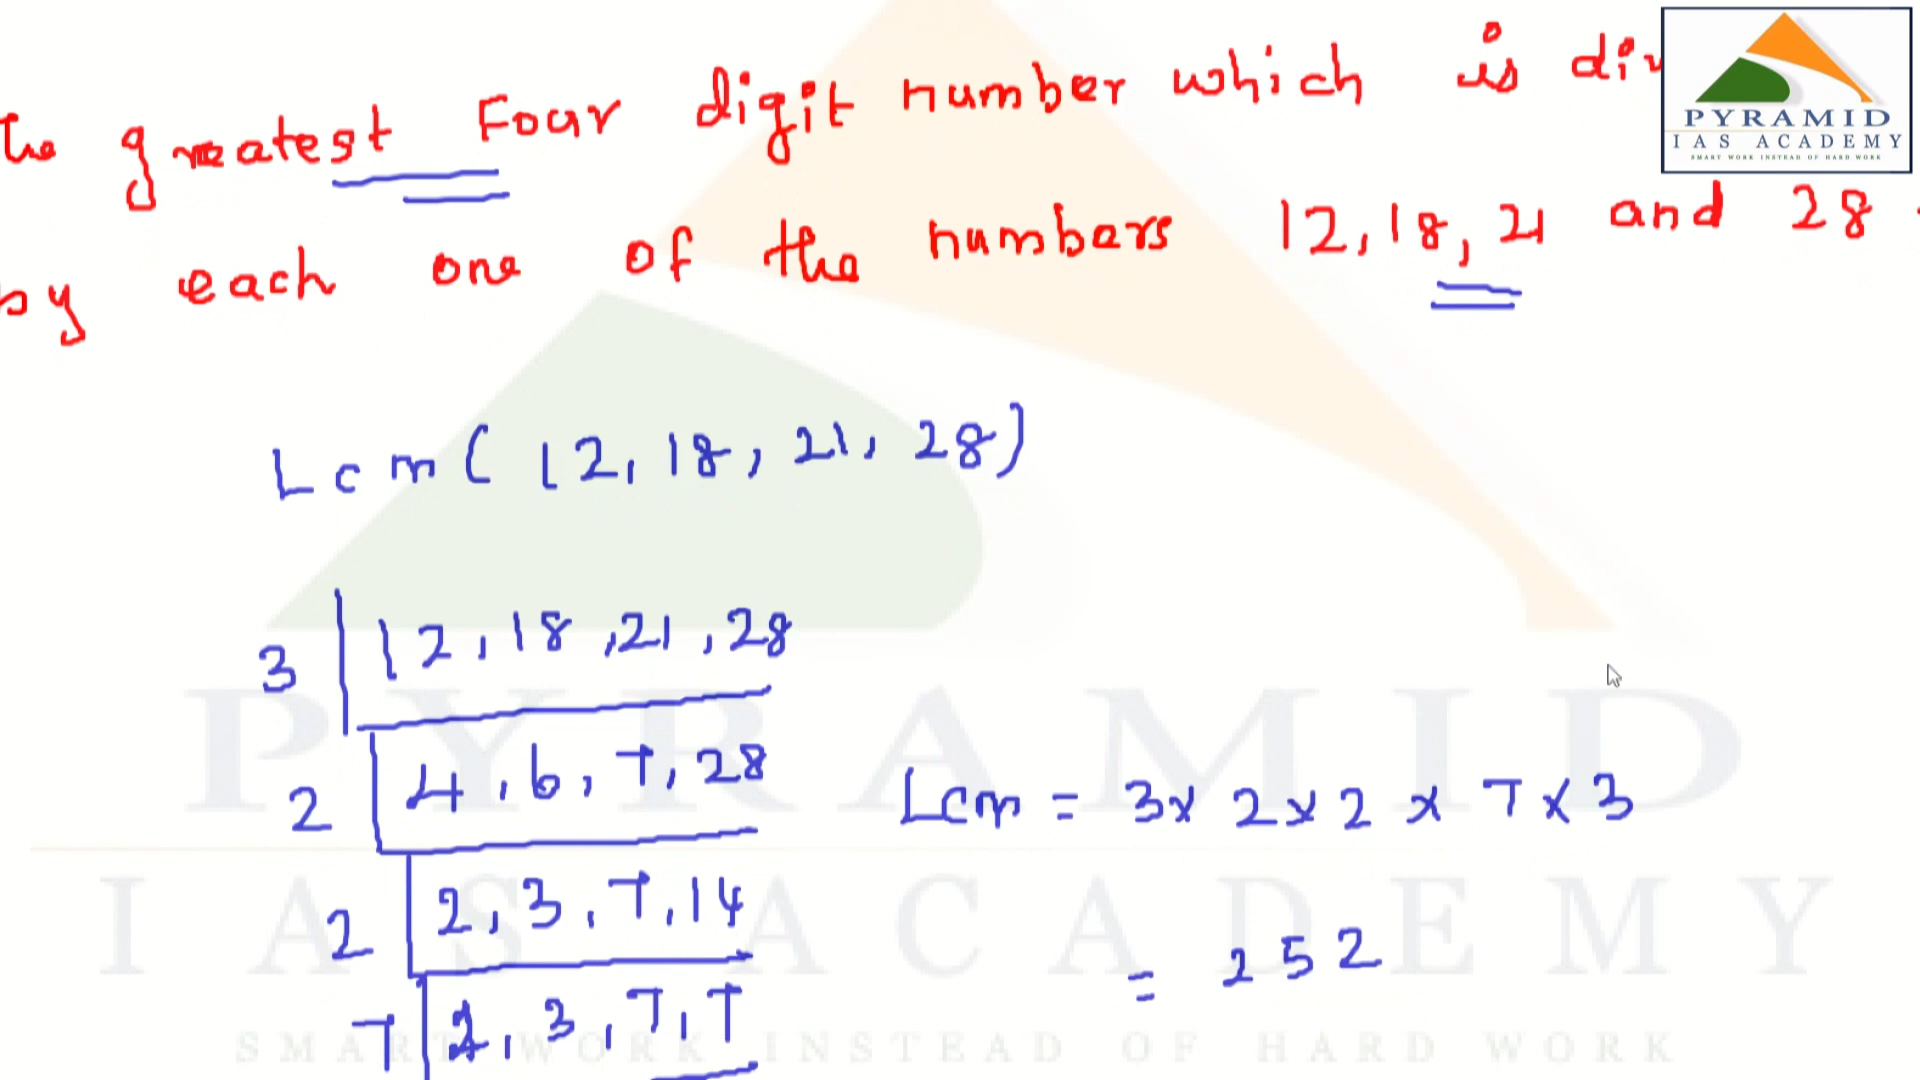 The greatest Four digit number which is div
by each one of the numbers 12, 18, 21 and 28.
Lcm( 12, 18, 21, 28)
3 | 12, 18, 21, 28
2 | 4, 6, 7, 28
2 | 2, 3, 7, 14
7 | 1, 3, 7, 7
Lcm = 3 x 2 x 2 x 7 x 3
= 252
PYRAMID
IAS ACADEMY
SMART WORK INSTEAD OF HARD WORK
PYRAMID
IAS ACADEMY
SMART WORK INSTEAD OF HARD WORK